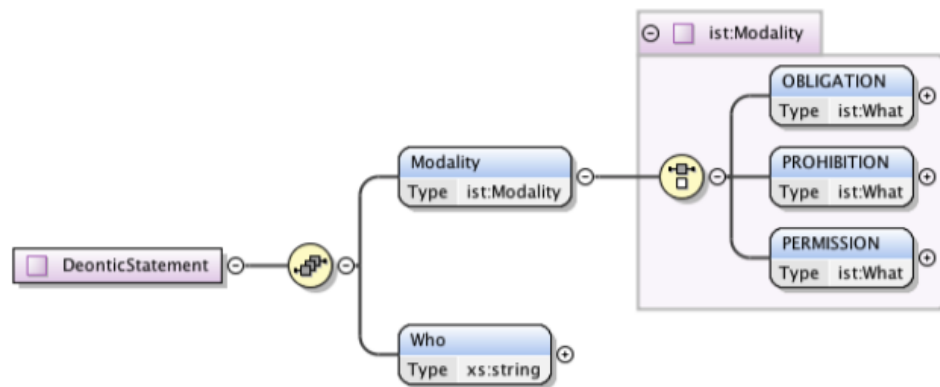 ist:Modality
OBLIGATION
Type ist:What
Modality
Type ist:Modality
PROHIBITION
Type ist:What
PERMISSION
Type ist:What
DeonticStatement
Who
Type xs:string